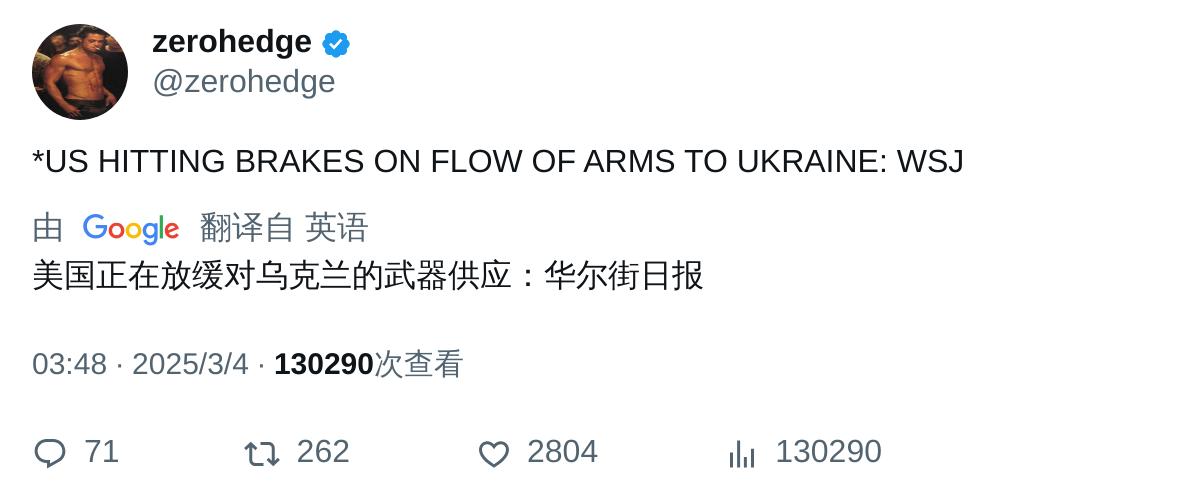 zerohedge
@zerohedge
*US HITTING BRAKES ON FLOW OF ARMS TO UKRAINE: WSJ
由 Google 翻译自 英语
美国正在放缓对乌克兰的武器供应：华尔街日报
03:48 · 2025/3/4 · 130290次查看
71 262 2804 130290